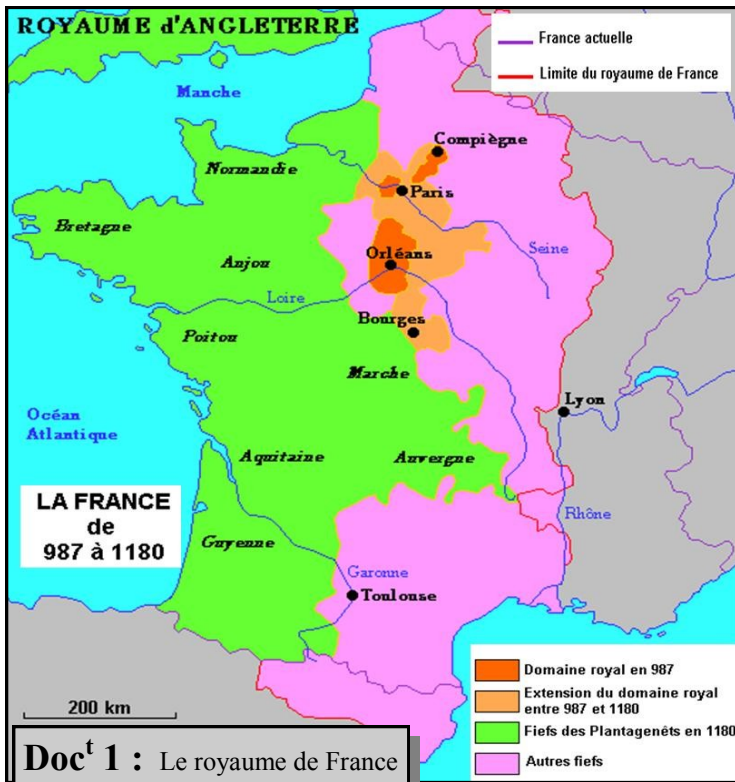 ROYAUME d'ANGLETERRE
France actuelle
Limite du royaume de France
Manche
Compiègne
Normandie
Paris
Bretagne
Anjou
Orléans
Seine
Loire
Bourges
Poitou
Marche
Lyon
Océan
Atlantique
Aquitaine
Auvergne
LA FRANCE
de
987 à 1180
Rhône
Guyenne
Garonne
Toulouse
Domaine royal en 987
Extension du domaine royal
entre 987 et 1180
Fiefs des Plantagenêts en 1180
Autres fiefs
200 km
Docᵗ 1 : Le royaume de France